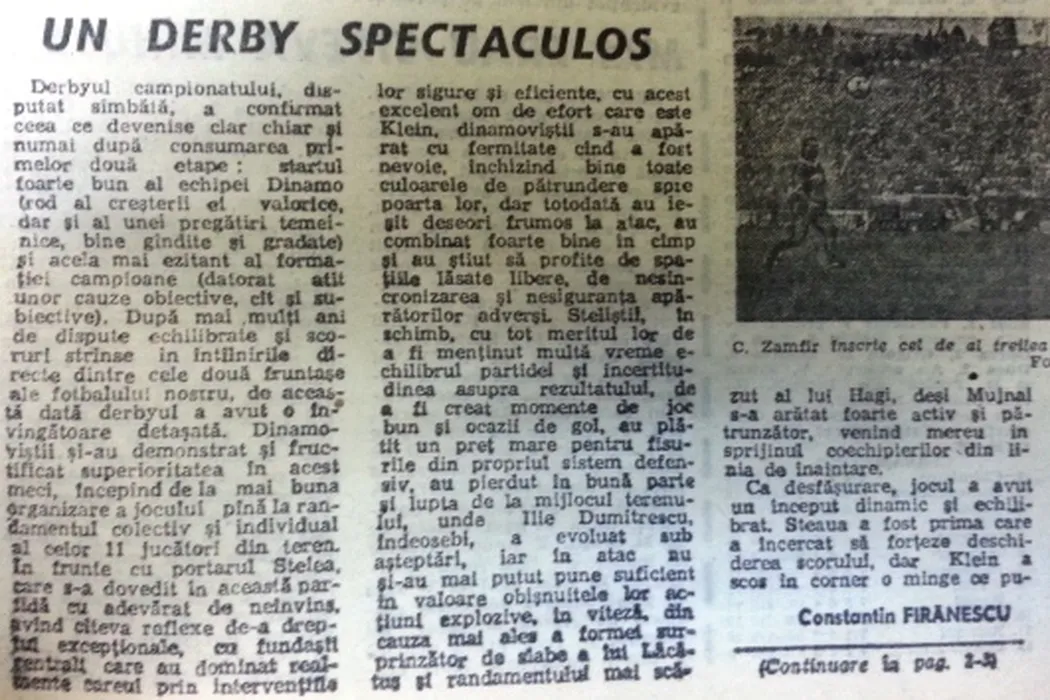 UN DERBY SPECTACULOS
Derbyul campionatului, dis-
putat sîmbătă, a confirmat
ceea ce devenise clar chiar și
numai după consumarea pri-
melor două etape: startul
foarte bun al echipei Dinamo
(rod al creșterii ei valorice,
dar și al unei pregătiri temei-
nice, bine gîndite și gradate)
și acela mai ezitant al forma-
ției campioane (datorat atît
unor cauze obiective, cît și su-
biective). După mai mulți ani
de dispute echilibrate și sco-
ruri strînse in întîlnirile di-
recte dintre cele două fruntașe
ale fotbalului nostru, de aceas-
tă dată derbyul a avut o în-
vingătoare detașată. Dinamo-
viștii și-au demonstrat și fruc-
tificat superioritatea în acest
meci, începînd de la mai buna
organizare a jocului pînă la ran-
damentul colectiv și individual
al celor 11 jucători din teren.
În frunte cu portarul Stelea,
care s-a dovedit în această par-
tidă cu adevărat de neînvins,
avînd cîteva reflexe de-a drep-
tul excepționale, cu fundași
centrali care au dominat real-
mente careul prin intervențiile
lor sigure și eficiente, cu acest
excelent om de efort care este
Klein, dinamoviștii s-au apă-
rat cu fermitate cînd a fost
nevoie, închizînd bine toate
culoarele de pătrundere spre
poarta lor, dar totodată au ie-
șit deseori frumos la atac, au
combinat foarte bine în cîmp
și au știut să profite de spa-
țiile lăsate libere, de nesin-
cronizarea și nesiguranța apă-
rătorilor adverși. Steliștii, în
schimb, cu tot meritul lor de
a fi menținut multă vreme e-
chilibrul partidei și incertitu-
dinea asupra rezultatului, de
a fi creat momente de joc
bun și ocazii de gol, au plă-
tit un preț mare pentru fisu-
rile din propriul sistem defen-
siv, au pierdut în bună parte
și lupta de la mijlocul terenu-
lui, unde Ilie Dumitrescu,
îndeosebi, a evoluat sub
așteptări, iar în atac nu
și-au mai putut pune suficient
în valoare obișnuitele lor ac-
țiuni explozive, în viteză, din
cauza mai ales a formei sur-
prinzător de slabe a lui Lăcă-
tuș și randamentului mai scă-
C. Zamfir înscrie cel de al treilea
Fo
zut al lui Hagi, deși Mujnai
s-a arătat foarte activ și pă-
trunzător, venind mereu în
sprijinul coechipierilor din li-
nia de înaintare.
Ca desfășurare, jocul a avut
un început dinamic și echili-
brat. Steaua a fost prima care
a încercat să forțeze deschi-
derea scorului, dar Klein a
scos în corner o minge ce pu-
Constantin FIRĂNESCU
(Continuare în pag. 2-3)